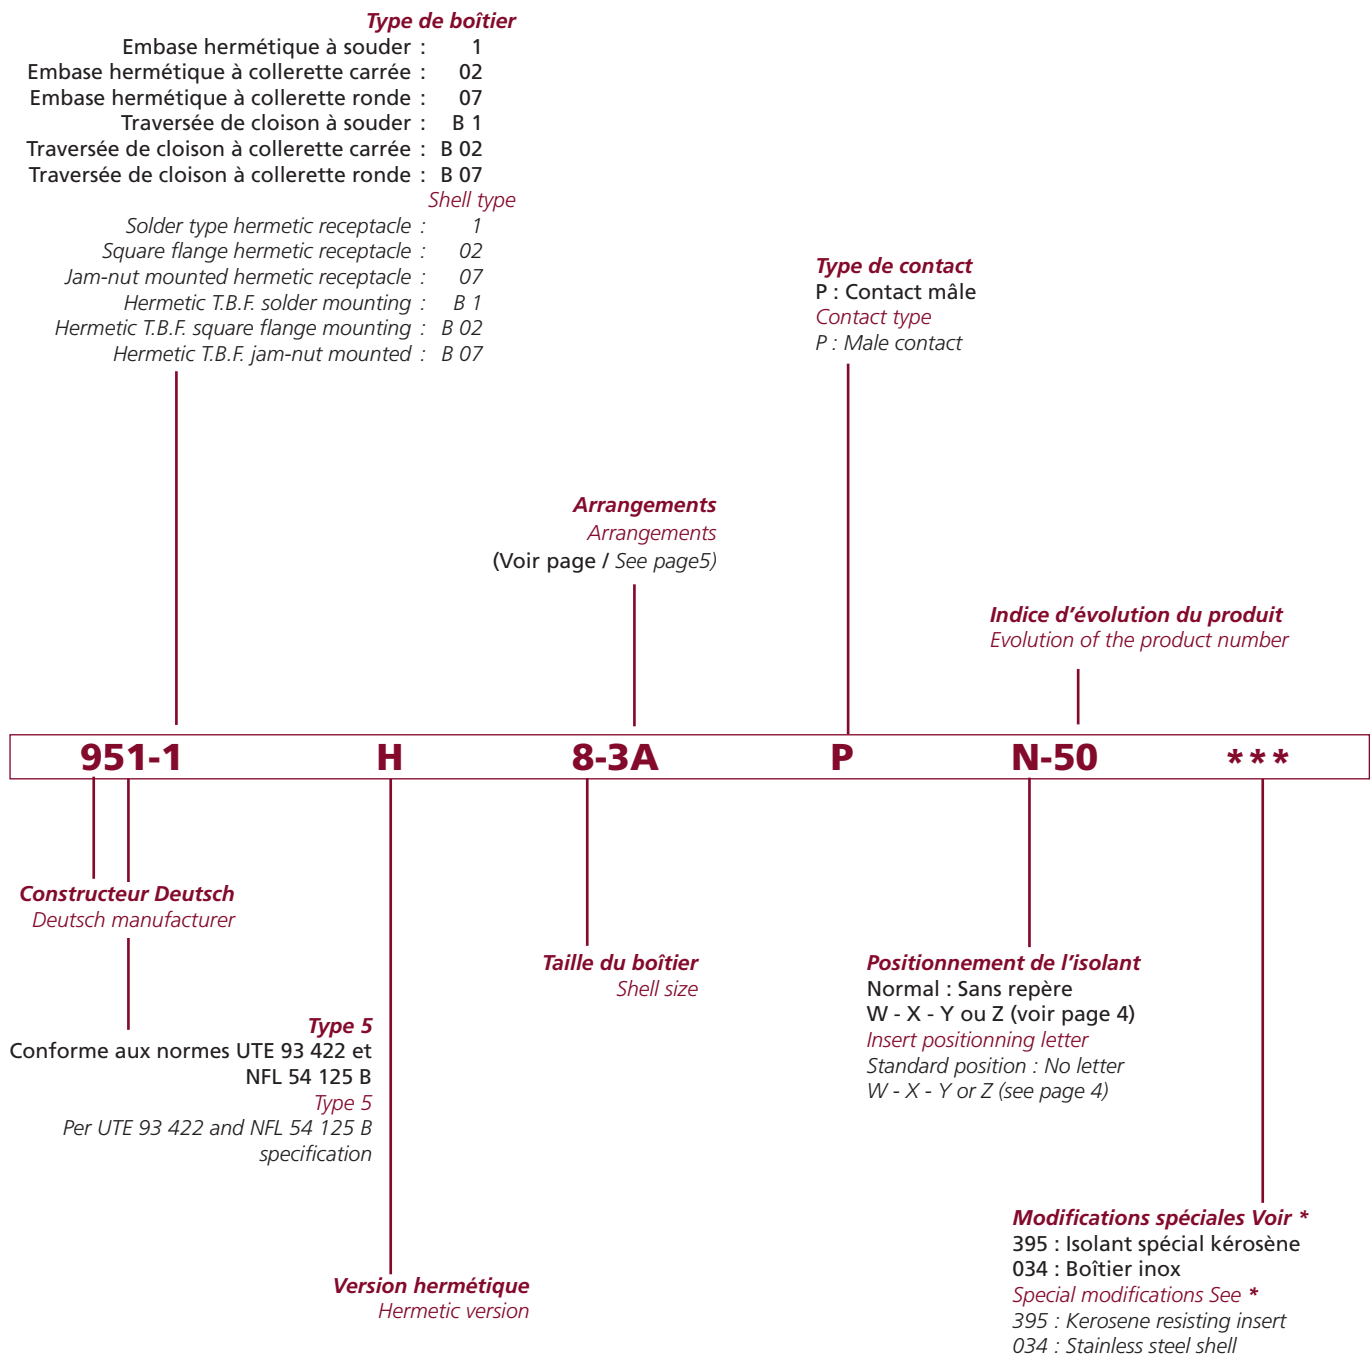 Type de boîtier
Embase hermétique à souder : 1
Embase hermétique à collerette carrée : 02
Embase hermétique à collerette ronde : 07
Traversée de cloison à souder : B 1
Traversée de cloison à collerette carrée : B 02
Traversée de cloison à collerette ronde : B 07
Shell type
Solder type hermetic receptacle : 1
Square flange hermetic receptacle : 02
Jam-nut mounted hermetic receptacle : 07
Hermetic T.B.F. solder mounting : B 1
Hermetic T.B.F. square flange mounting : B 02
Hermetic T.B.F. jam-nut mounted : B 07
Type de contact
P : Contact mâle
Contact type
P : Male contact
Arrangements
Arrangements
(Voir page / See page5)
Indice d’évolution du produit
Evolution of the product number
951-1 H 8-3A P N-50 ***
Constructeur Deutsch
Deutsch manufacturer
Type 5
Conforme aux normes UTE 93 422 et
NFL 54 125 B
Type 5
Per UTE 93 422 and NFL 54 125 B
specification
Version hermétique
Hermetic version
Taille du boîtier
Shell size
Positionnement de l’isolant
Normal : Sans repère
W - X - Y ou Z (voir page 4)
Insert positionning letter
Standard position : No letter
W - X - Y or Z (see page 4)
Modifications spéciales Voir *
395 : Isolant spécial kérosène
034 : Boîtier inox
Special modifications See *
395 : Kerosene resisting insert
034 : Stainless steel shell